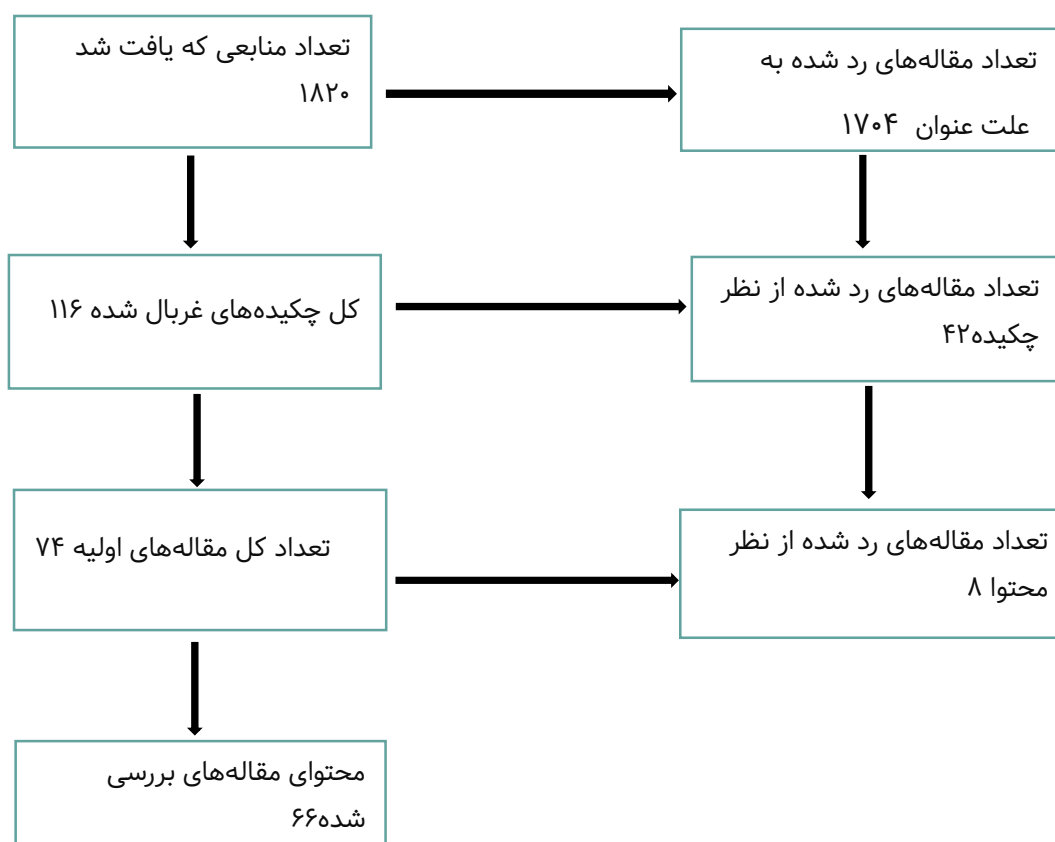 تعداد منابعی که یافت شد
۱۸۲۰
تعداد مقاله‌های رد شده به
علت عنوان ۱۷۰۴
کل چکیده‌های غربال شده ۱۱۶
تعداد مقاله‌های رد شده از نظر
چکیده۴۲
تعداد کل مقاله‌های اولیه ۷۴
تعداد مقاله‌های رد شده از نظر
محتوا ۸
محتوای مقاله‌های بررسی
شده۶۶